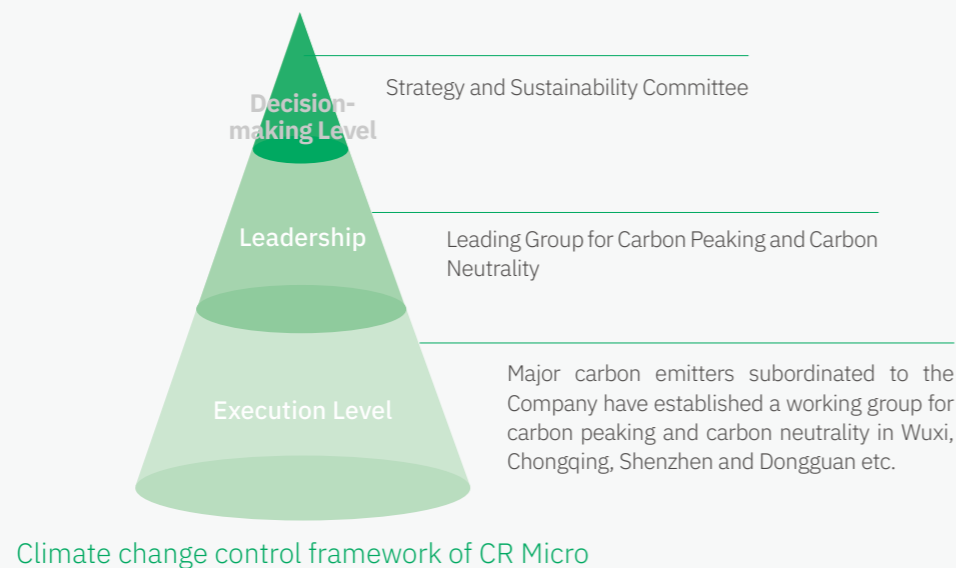 Decision-
making Level
Strategy and Sustainability Committee
Leadership
Leading Group for Carbon Peaking and Carbon
Neutrality
Execution Level
Major carbon emitters subordinated to the
Company have established a working group for
carbon peaking and carbon neutrality in Wuxi,
Chongqing, Shenzhen and Dongguan etc.
Climate change control framework of CR Micro